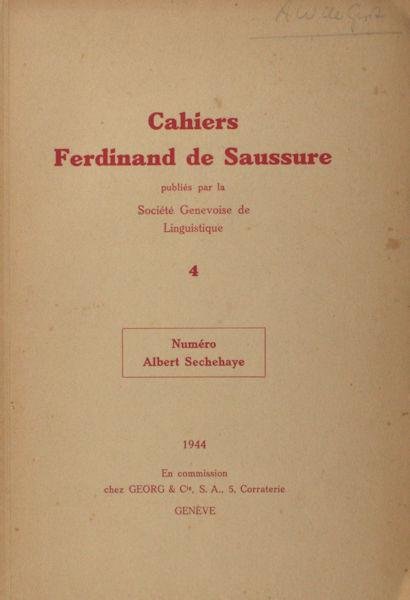 Cahiers
Ferdinand de Saussure
publiés par la
Société Genevoise de
Linguistique
4
Numéro
Albert Sechehaye
1944
En commission
chez GEORG & Cie, S. A., 5, Corraterie
GENÈVE